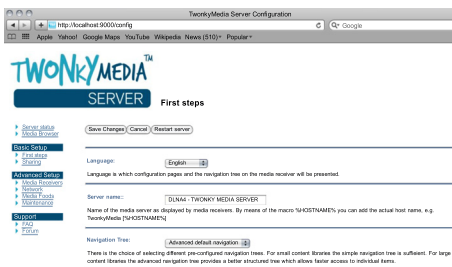 TwonkyMedia Server Configuration
http://localhost:9000/config
Google
Apple Yahoo! Google Maps YouTube Wikipedia News (510) Popular
TWONKYMEDIA TM
SERVER
First steps
Server status
Media Browser
Save Changes Cancel Restart server
Basic Setup
First steps
Sharing
Advanced Setup
Media Receivers
Network
Media Feeds
Maintenance
Support
FAQ
Forum
Language: English
Language is which configuration pages and the navigation tree on the media receiver will be presented.
Server name:: DLNA4 - TWONKY MEDIA SERVER
Name of the media server as displayed by media receivers. By means of the macro %HOSTNAME% you can add the actual host name, e.g.
TwonkyMedia [%HOSTNAME%]
Navigation Tree: Advanced default navigation
There is the choice of selecting different pre-configured navigation trees. For small content libraries the simple navigation tree is suffieient. For large
content libraries the advanced navigation tree provides a better structured tree which allows faster access to individual items.